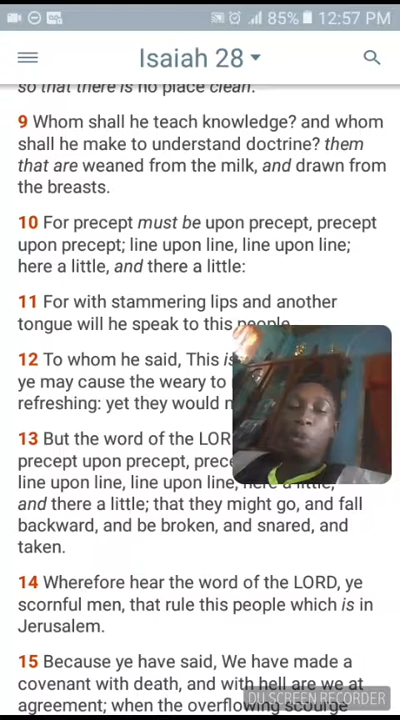 85% 12:57 PM
Isaiah 28
so that there is no place clean.
9 Whom shall he teach knowledge? and whom
shall he make to understand doctrine? them
that are weaned from the milk, and drawn from
the breasts.
10 For precept must be upon precept, precept
upon precept; line upon line, line upon line;
here a little, and there a little:
11 For with stammering lips and another
tongue will he speak to this people.
12 To whom he said, This is
ye may cause the weary to
refreshing: yet they would
13 But the word of the LOR
precept upon precept, prec
line upon line, line upon line, here a little,
and there a little; that they might go, and fall
backward, and be broken, and snared, and
taken.
14 Wherefore hear the word of the LORD, ye
scornful men, that rule this people which is in
Jerusalem.
15 Because ye have said, We have made a
covenant with death, and with hell are we at
DU SCREEN RECORDER
agreement; when the overflowing scourge